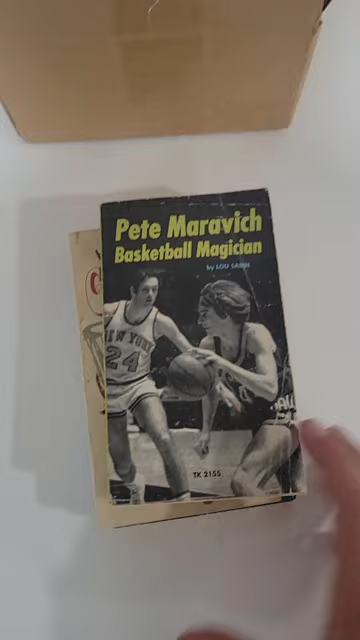 Pete Maravich
Basketball Magician
by LOU SABIN
NEW YORK
24
TK 2155